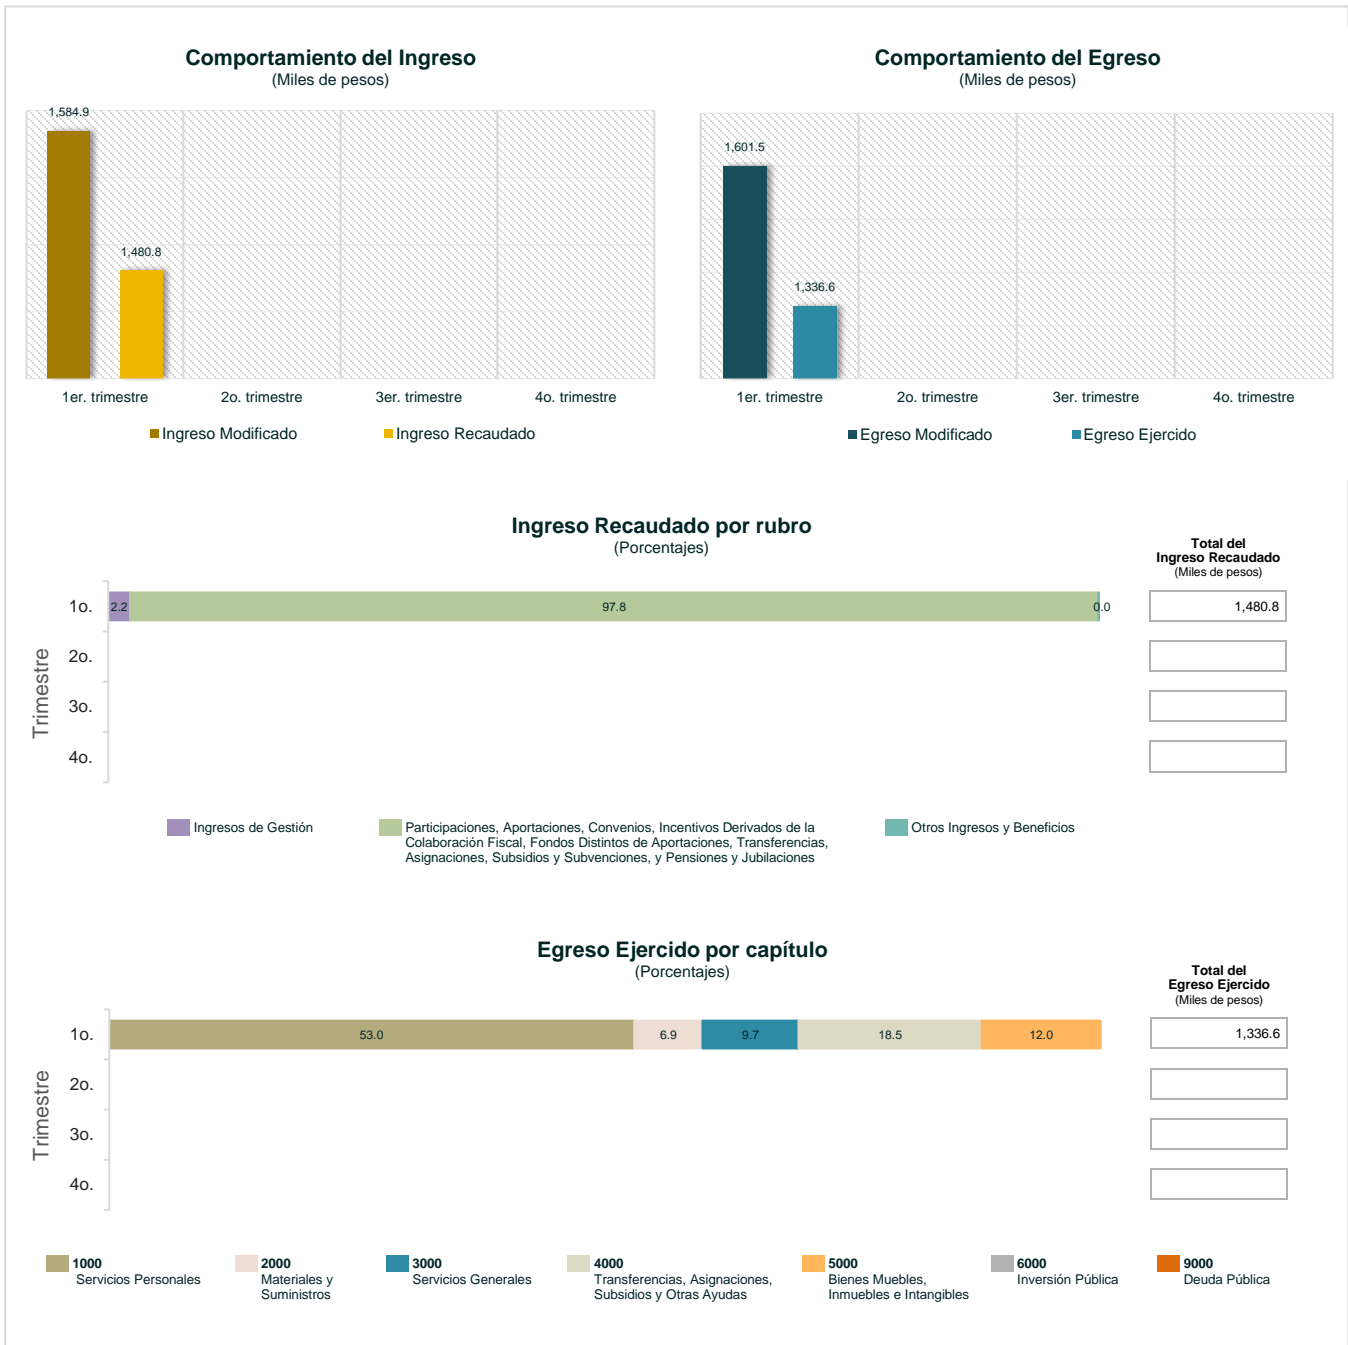 Comportamiento del Ingreso
(Miles de pesos)
1,584.9
1,480.8
1er. trimestre
2o. trimestre
3er. trimestre
4o. trimestre
Ingreso Modificado
Ingreso Recaudado
Comportamiento del Egreso
(Miles de pesos)
1,601.5
1,336.6
1er. trimestre
2o. trimestre
3er. trimestre
4o. trimestre
Egreso Modificado
Egreso Ejercido
Ingreso Recaudado por rubro
(Porcentajes)
Total del
Ingreso Recaudado
(Miles de pesos)
Trimestre
1o.
2.2
97.8
0.0
1,480.8
2o.
3o.
4o.
Ingresos de Gestión
Participaciones, Aportaciones, Convenios, Incentivos Derivados de la
Colaboración Fiscal, Fondos Distintos de Aportaciones, Transferencias,
Asignaciones, Subsidios y Subvenciones, y Pensiones y Jubilaciones
Otros Ingresos y Beneficios
Egreso Ejercido por capítulo
(Porcentajes)
Total del
Egreso Ejercido
(Miles de pesos)
Trimestre
1o.
53.0
6.9
9.7
18.5
12.0
1,336.6
2o.
3o.
4o.
1000
Servicios Personales
2000
Materiales y
Suministros
3000
Servicios Generales
4000
Transferencias, Asignaciones,
Subsidios y Otras Ayudas
5000
Bienes Muebles,
Inmuebles e Intangibles
6000
Inversión Pública
9000
Deuda Pública